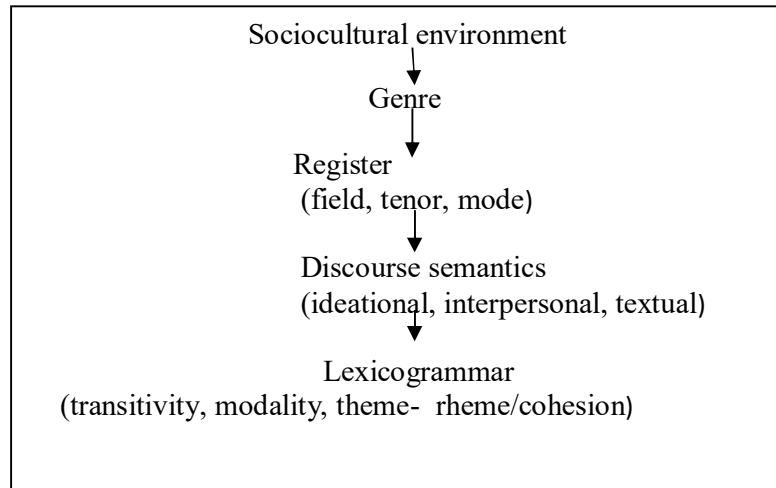 Sociocultural environment
Genre
Register
(field, tenor, mode)
Discourse semantics
(ideational, interpersonal, textual)
Lexicogrammar
(transitivity, modality, theme- rheme/cohesion)